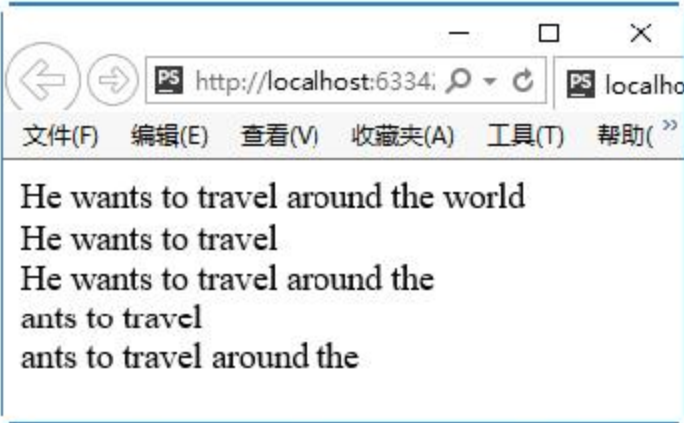 PS http://localhost:6334 PS localho
文件(F) 编辑(E) 查看(V) 收藏夹(A) 工具(T) 帮助( »
He wants to travel around the world
He wants to travel
He wants to travel around the
ants to travel
ants to travel around the